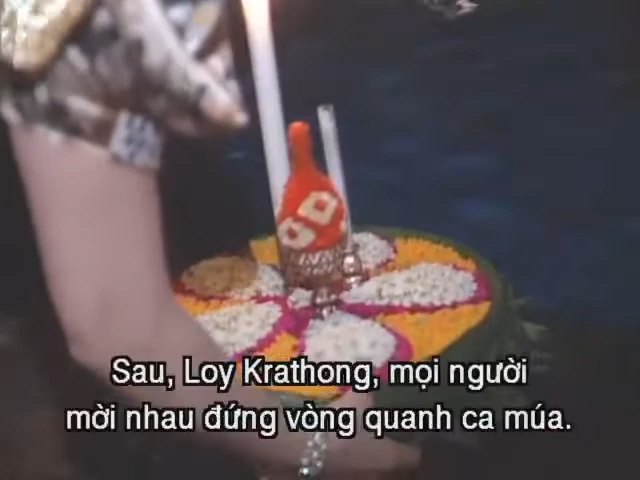 Sau, Loy Krathong, mọi người
mời nhau đứng vòng quanh ca múa.